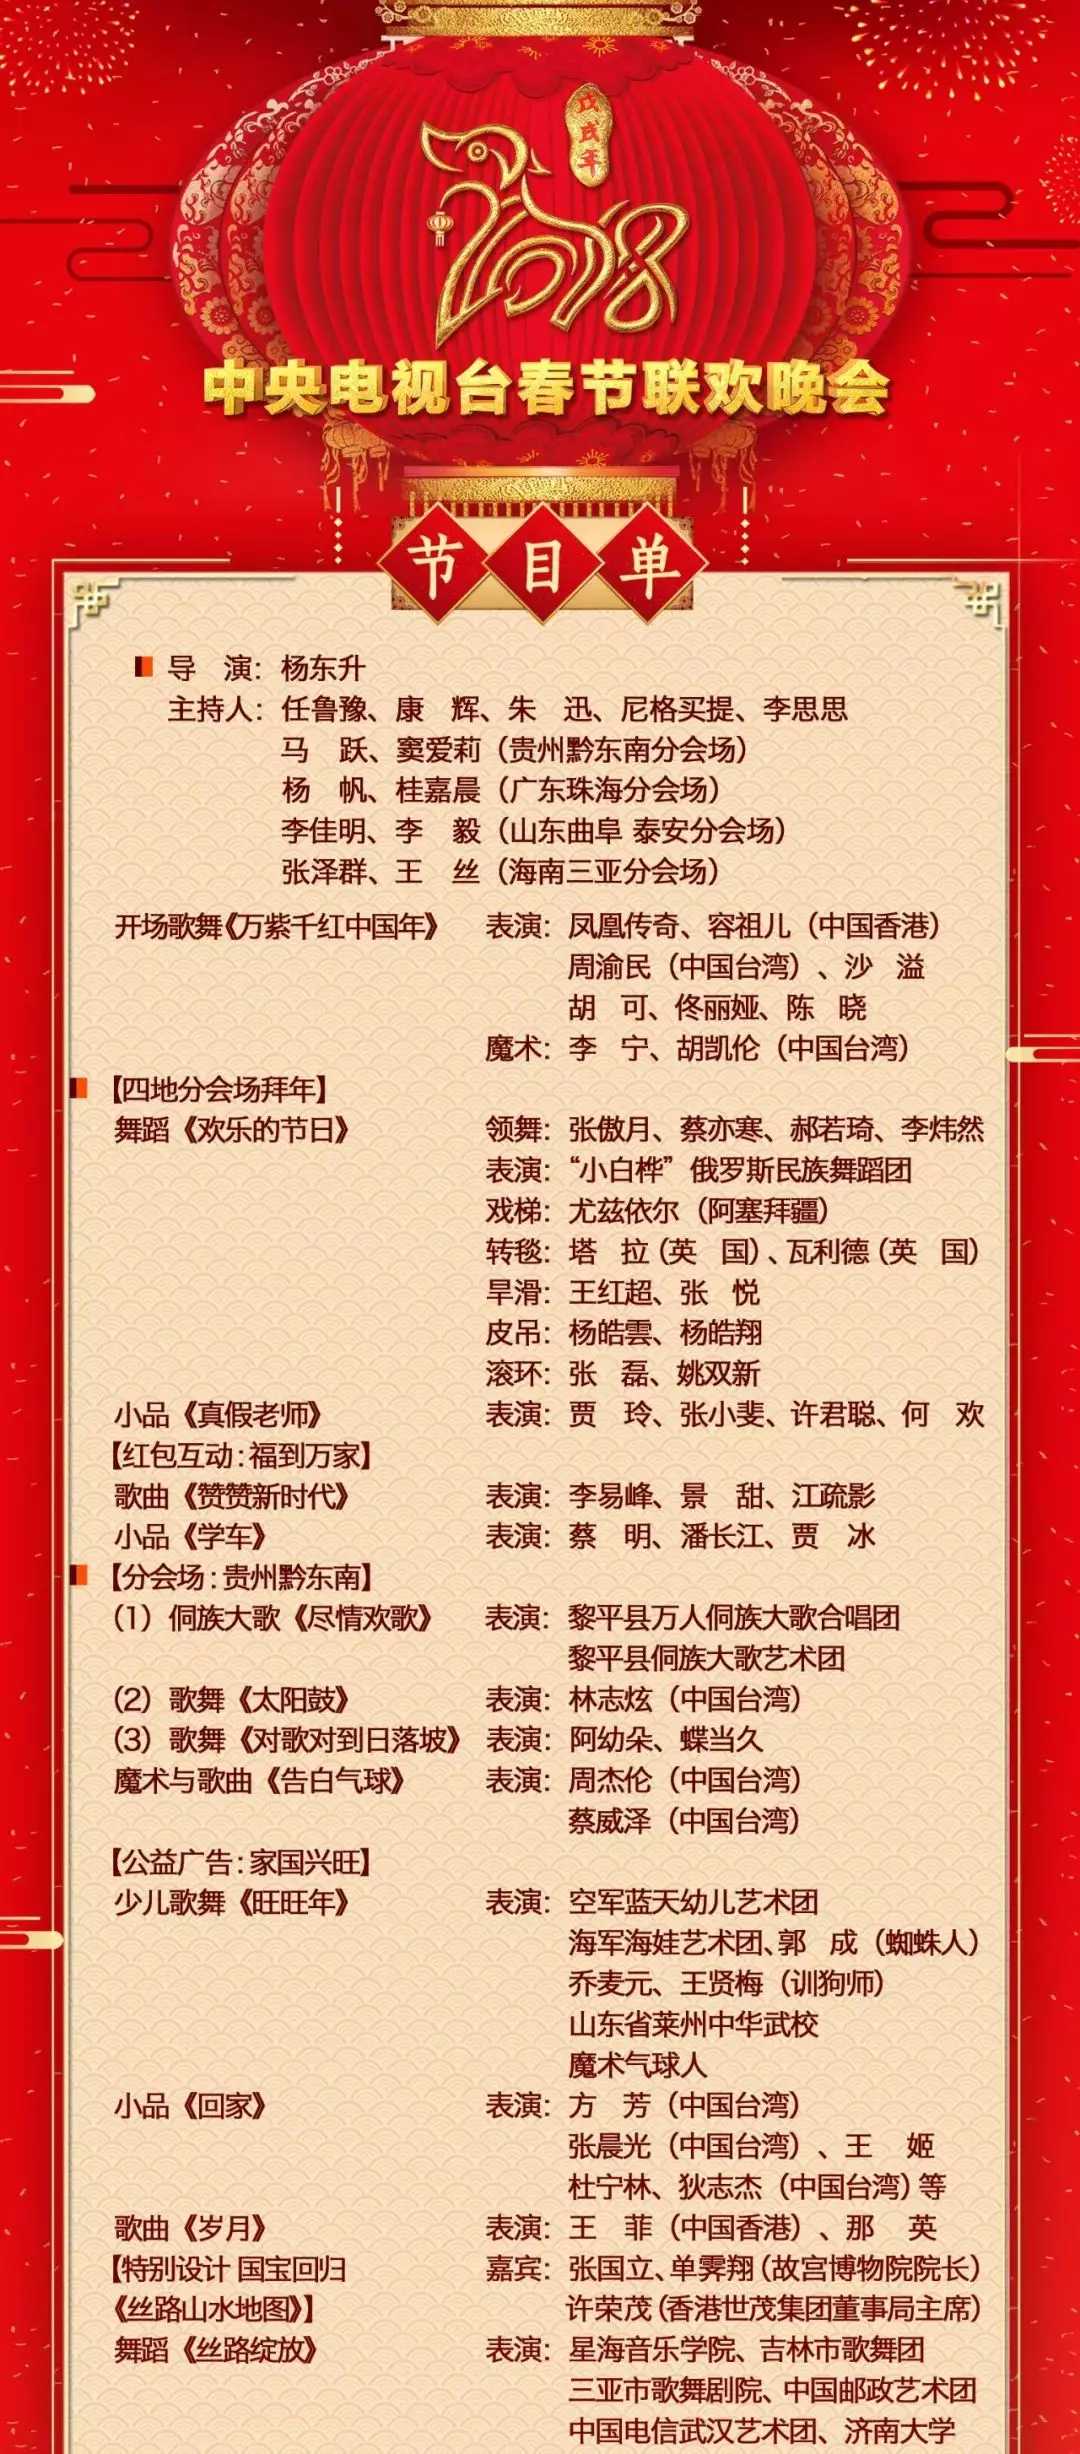 戊戌年
2018
中央电视台春节联欢晚会
节目单
导 演：杨东升
主持人：任鲁豫、康 辉、朱 迅、尼格买提、李思思
马 跃、窦爱莉（贵州黔东南分会场）
杨 帆、桂嘉晨（广东珠海分会场）
李佳明、李 毅（山东曲阜 泰安分会场）
张泽群、王 丝（海南三亚分会场）
开场歌舞《万紫千红中国年》 表演：凤凰传奇、容祖儿（中国香港）
周渝民（中国台湾）、沙 溢
胡 可、佟丽娅、陈 晓
魔术：李 宁、胡凯伦（中国台湾）
【四地分会场拜年】
舞蹈《欢乐的节日》 领舞：张傲月、蔡亦寒、郝若琦、李炜然
表演：“小白桦”俄罗斯民族舞蹈团
戏梯：尤兹依尔（阿塞拜疆）
转毯：塔 拉（英 国）、瓦利德（英 国）
旱滑：王红超、张 悦
皮吊：杨皓雲、杨皓翔
滚环：张 磊、姚双新
小品《真假老师》 表演：贾 玲、张小斐、许君聪、何 欢
【红包互动：福到万家】
歌曲《赞赞新时代》 表演：李易峰、景 甜、江疏影
小品《学车》 表演：蔡 明、潘长江、贾 冰
【分会场：贵州黔东南】
（1）侗族大歌《尽情欢歌》 表演：黎平县万人侗族大歌合唱团
黎平县侗族大歌艺术团
（2）歌舞《太阳鼓》 表演：林志炫（中国台湾）
（3）歌舞《对歌对到日落坡》 表演：阿幼朵、蝶当久
魔术与歌曲《告白气球》 表演：周杰伦（中国台湾）
蔡威泽（中国台湾）
【公益广告：家国兴旺】
少儿歌舞《旺旺年》 表演：空军蓝天幼儿艺术团
海军海娃艺术团、郭 成（蜘蛛人）
乔麦元、王贤梅（训狗师）
山东省莱州中华武校
魔术气球人
小品《回家》 表演：方 芳（中国台湾）
张晨光（中国台湾）、王 姬
杜宁林、狄志杰（中国台湾）等
歌曲《岁月》 表演：王 菲（中国香港）、那 英
【特别设计 国宝回归 嘉宾：张国立、单霁翔（故宫博物院院长）
《丝路山水地图》】 许荣茂（香港世茂集团董事局主席）
舞蹈《丝路绽放》 表演：星海音乐学院、吉林市歌舞团
三亚市歌舞剧院、中国邮政艺术团
中国电信武汉艺术团、济南大学